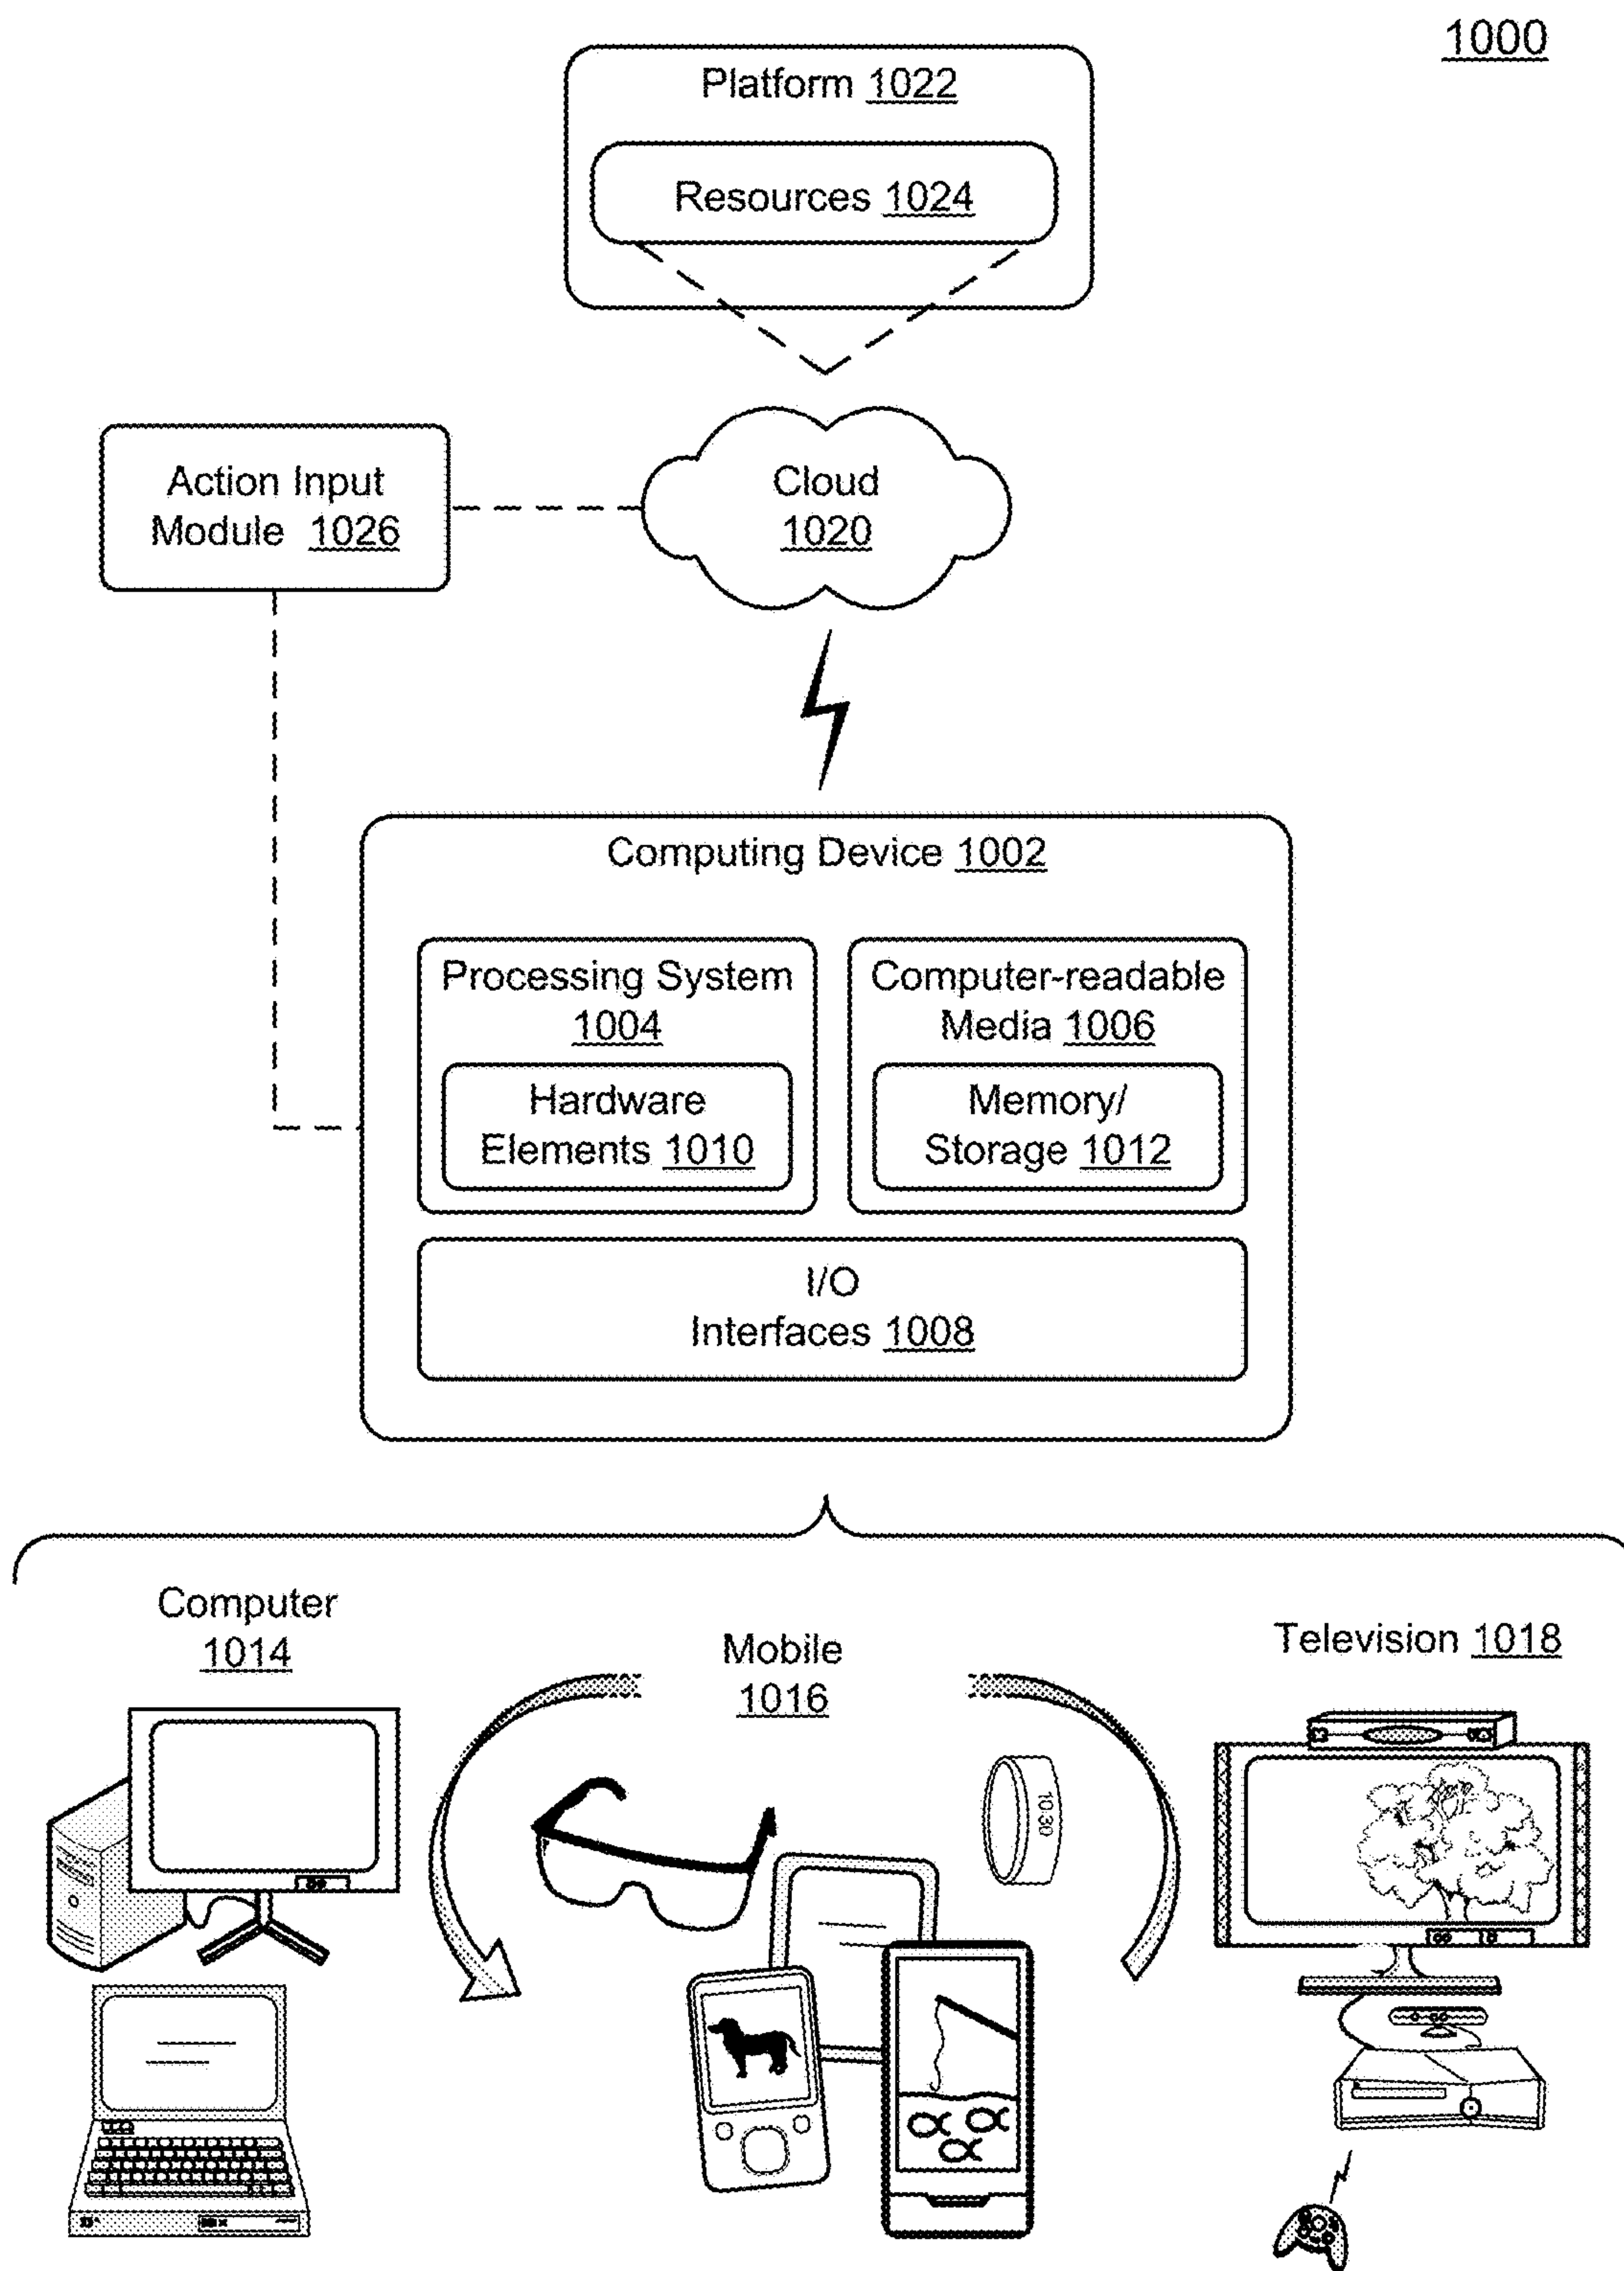 1000
Platform 1022
Resources 1024
Action Input
Module 1026
Cloud
1020
Computing Device 1002
Processing System
1004
Hardware
Elements 1010
Computer-readable
Media 1006
Memory/
Storage 1012
I/O
Interfaces 1008
Computer
1014
Mobile
1016
Television 1018
10:30